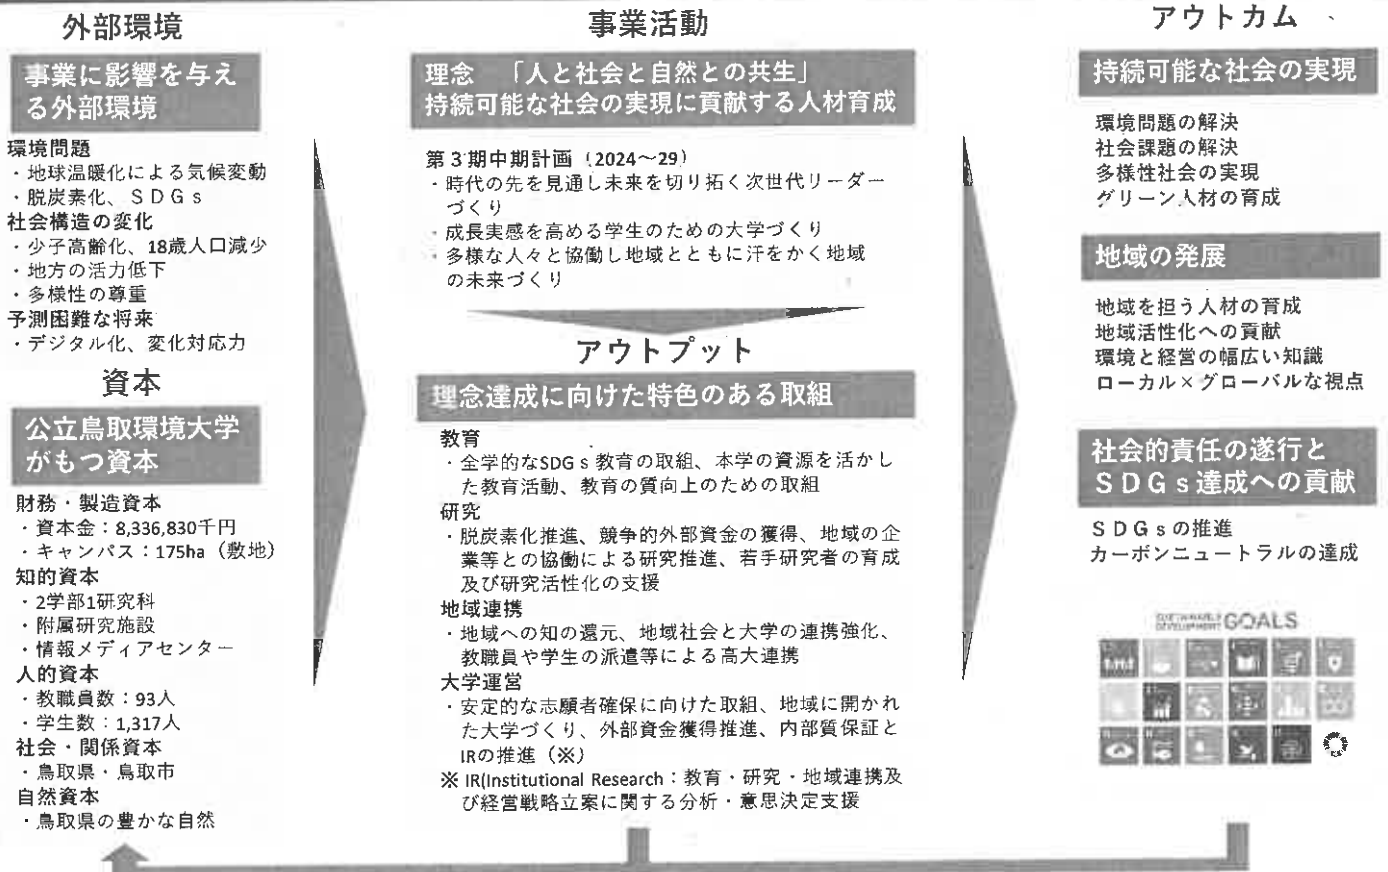 外部環境
事業に影響を与え
る外部環境
環境問題
・地球温暖化による気候変動
・脱炭素化、ＳＤＧｓ
社会構造の変化
・少子高齢化、18歳人口減少
・地方の活力低下
・多様性の尊重
予測困難な将来
・デジタル化、変化対応力
資本
公立鳥取環境大学
がもつ資本
財務・製造資本
・資本金：8,336,830千円
・キャンパス：175ha（敷地）
知的資本
・2学部1研究科
・附属研究施設
・情報メディアセンター
人的資本
・教職員数：93人
・学生数：1,317人
社会・関係資本
・鳥取県・鳥取市
自然資本
・鳥取県の豊かな自然
事業活動
理念　「人と社会と自然との共生」
持続可能な社会の実現に貢献する人材育成
第３期中期計画（2024～29）
・時代の先を見通し未来を切り拓く次世代リーダー
づくり
・成長実感を高める学生のための大学づくり
・多様な人々と協働し地域とともに汗をかく地域
の未来づくり
アウトプット
理念達成に向けた特色のある取組
教育
・全学的なSDGｓ教育の取組、本学の資源を活かし
た教育活動、教育の質向上のための取組
研究
・脱炭素化推進、競争的外部資金の獲得、地域の企
業等との協働による研究推進、若手研究者の育成
及び研究活性化の支援
地域連携
・地域への知の還元、地域社会と大学の連携強化、
教職員や学生の派遣等による高大連携
大学運営
・安定的な志願者確保に向けた取組、地域に開かれ
た大学づくり、外部資金獲得推進、内部質保証と
IRの推進（※）
※ IR(Institutional Research：教育・研究・地域連携及
び経営戦略立案に関する分析・意思決定支援
アウトカム
持続可能な社会の実現
環境問題の解決
社会課題の解決
多様性社会の実現
グリーン人材の育成
地域の発展
地域を担う人材の育成
地域活性化への貢献
環境と経営の幅広い知識
ローカル×グローバルな視点
社会的責任の遂行と
ＳＤＧｓ達成への貢献
ＳＤＧｓの推進
カーボンニュートラルの達成
SUSTAINABLE
DEVELOPMENT GOALS